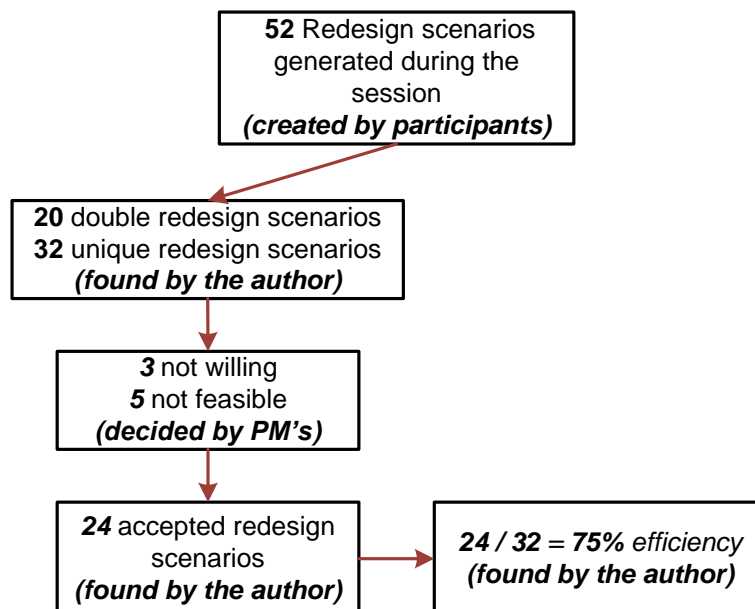 52 Redesign scenarios
generated during the
session
(created by participants)
20 double redesign scenarios
32 unique redesign scenarios
(found by the author)
3 not willing
5 not feasible
(decided by PM's)
24 accepted redesign
scenarios
(found by the author)
24 / 32 = 75% efficiency
(found by the author)